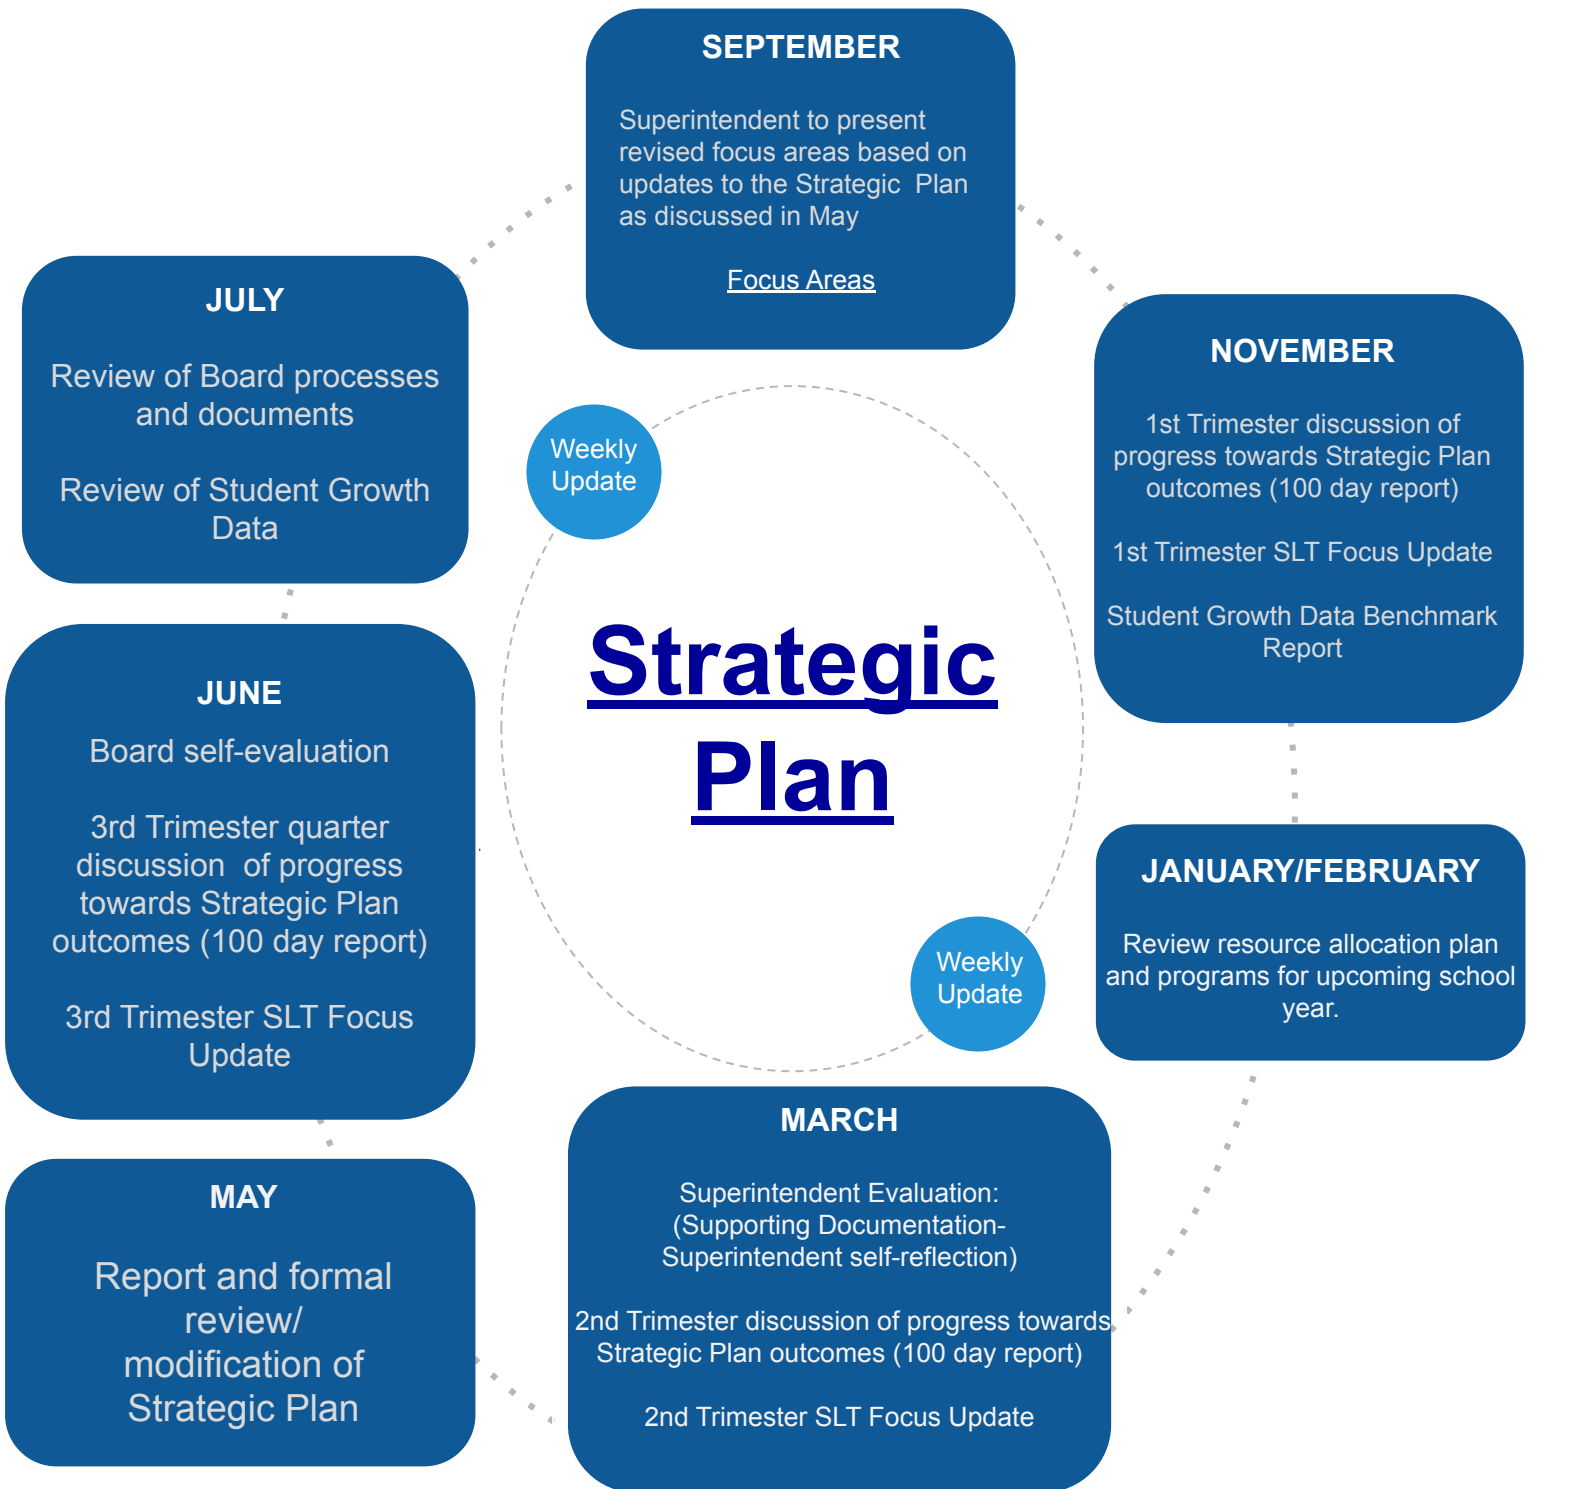 SEPTEMBER
Superintendent to present
revised focus areas based on
updates to the Strategic  Plan
as discussed in May
Focus Areas
NOVEMBER
1st Trimester discussion of
progress towards Strategic Plan
outcomes (100 day report)
1st Trimester SLT Focus Update
Student Growth Data Benchmark
Report
JANUARY/FEBRUARY
Review resource allocation plan
and programs for upcoming school
year.
MARCH
Superintendent Evaluation:
(Supporting Documentation-
Superintendent self-reflection)
2nd Trimester discussion of progress towards
Strategic Plan outcomes (100 day report)
2nd Trimester SLT Focus Update
MAY
Report and formal
review/
modification of
Strategic Plan
JUNE
Board self-evaluation
3rd Trimester quarter
discussion  of progress
towards Strategic Plan
outcomes (100 day report)
3rd Trimester SLT Focus
Update
JULY
Review of Board processes
and documents
Review of Student Growth
Data
Weekly
Update
Strategic
Plan
Weekly
Update